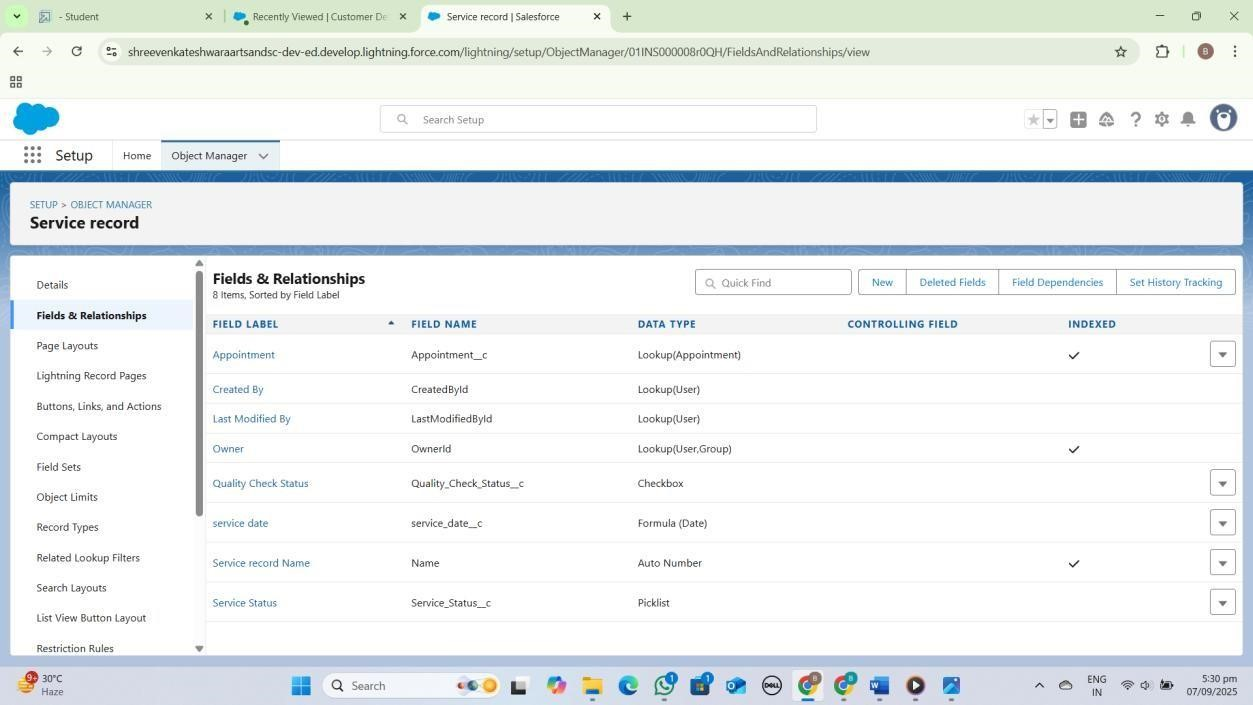 - Student
Recently Viewed | Customer De
Service record | Salesforce
shreevenkateshwaraartsandsc-dev-ed.develop.lightning.force.com/lightning/setup/ObjectManager/01INS000008r0QH/FieldsAndRelationships/view
B
Search Setup
Setup
Home
Object Manager
SETUP > OBJECT MANAGER
Service record
Details
Fields & Relationships
Page Layouts
Lightning Record Pages
Buttons, Links, and Actions
Compact Layouts
Field Sets
Object Limits
Record Types
Related Lookup Filters
Search Layouts
List View Button Layout
Restriction Rules
Fields & Relationships
8 Items, Sorted by Field Label
Quick Find
New
Deleted Fields
Field Dependencies
Set History Tracking
FIELD LABEL FIELD NAME DATA TYPE CONTROLLING FIELD INDEXED
Appointment Appointment__c Lookup(Appointment)
Created By CreatedById Lookup(User)
Last Modified By LastModifiedById Lookup(User)
Owner OwnerId Lookup(User,Group)
Quality Check Status Quality_Check_Status__c Checkbox
service date service_date__c Formula (Date)
Service record Name Name Auto Number
Service Status Service_Status__c Picklist
9+
30°C
Haze
Search
1
1
DELL
B
B
ENG
IN
5:30 pm
07/09/2025